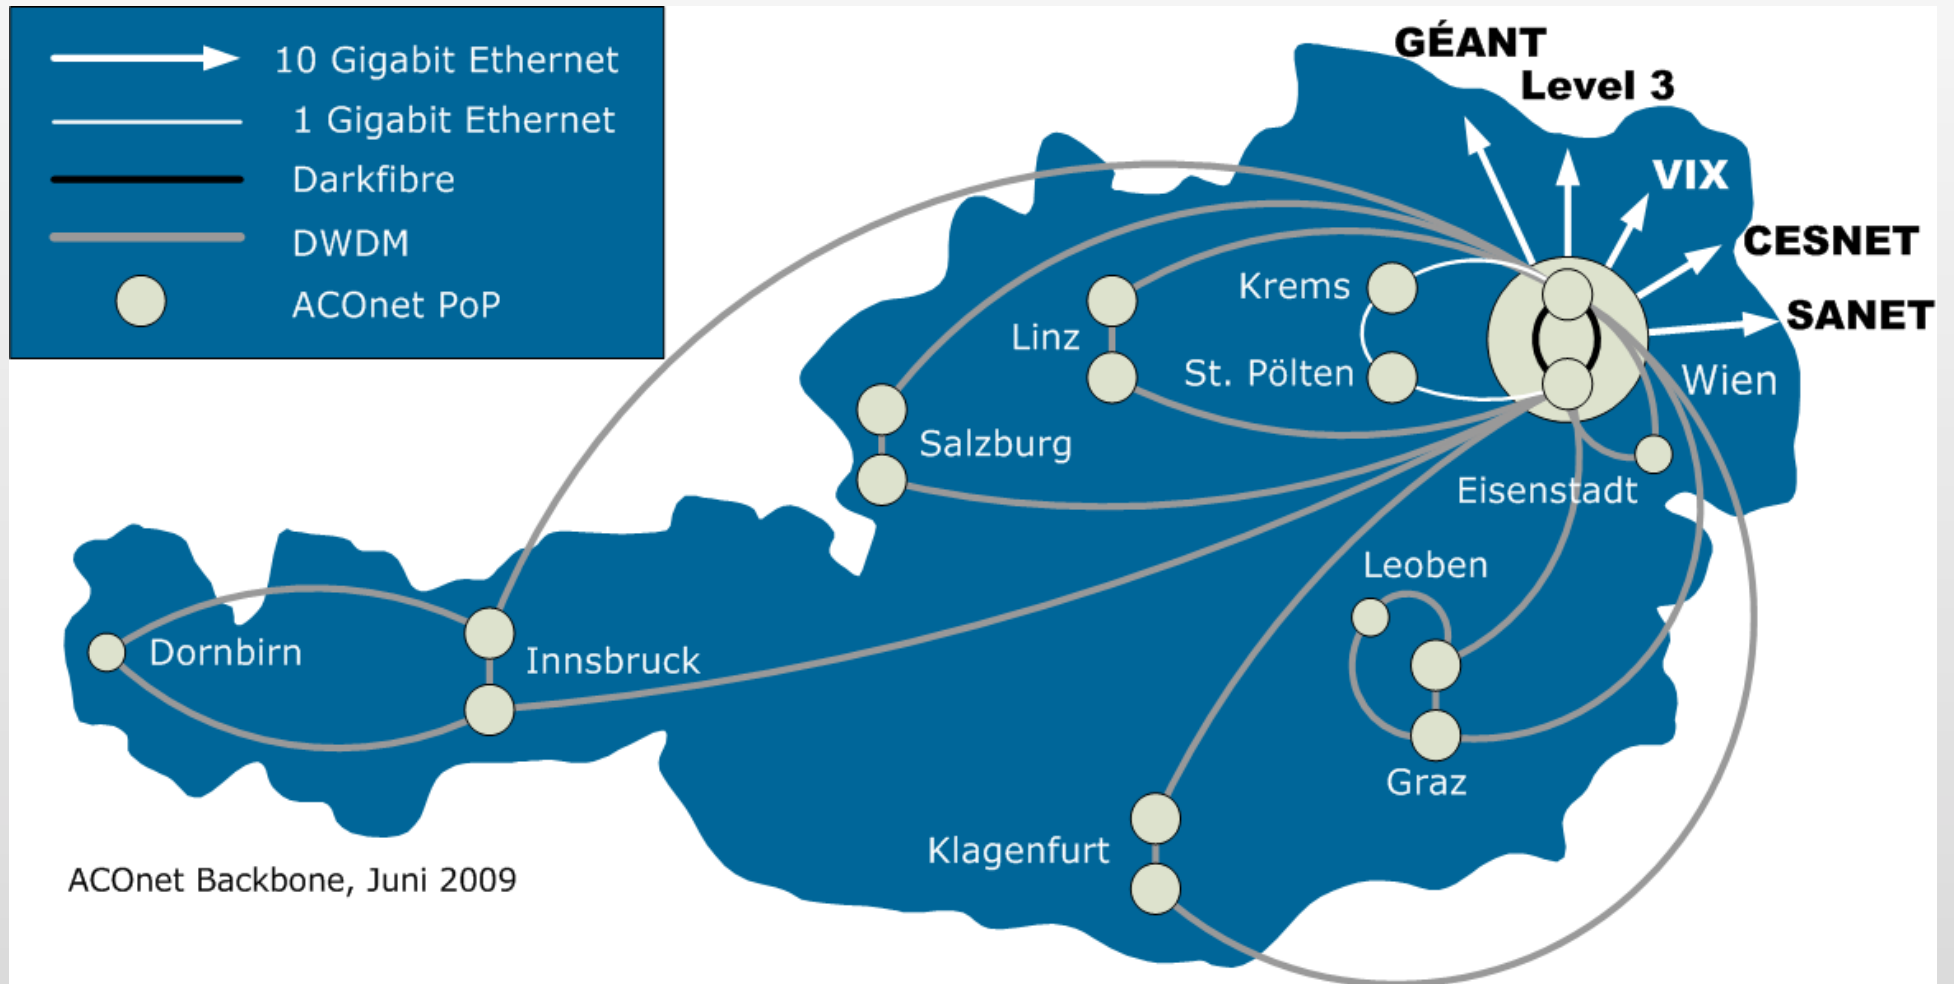 10 Gigabit Ethernet
1 Gigabit Ethernet
Darkfibre
DWDM
ACOnet PoP
GÉANT
Level 3
VIX
CESNET
SANET
Krems
Linz
St. Pölten
Wien
Salzburg
Eisenstadt
Leoben
Dornbirn
Innsbruck
Graz
Klagenfurt
ACOnet Backbone, Juni 2009